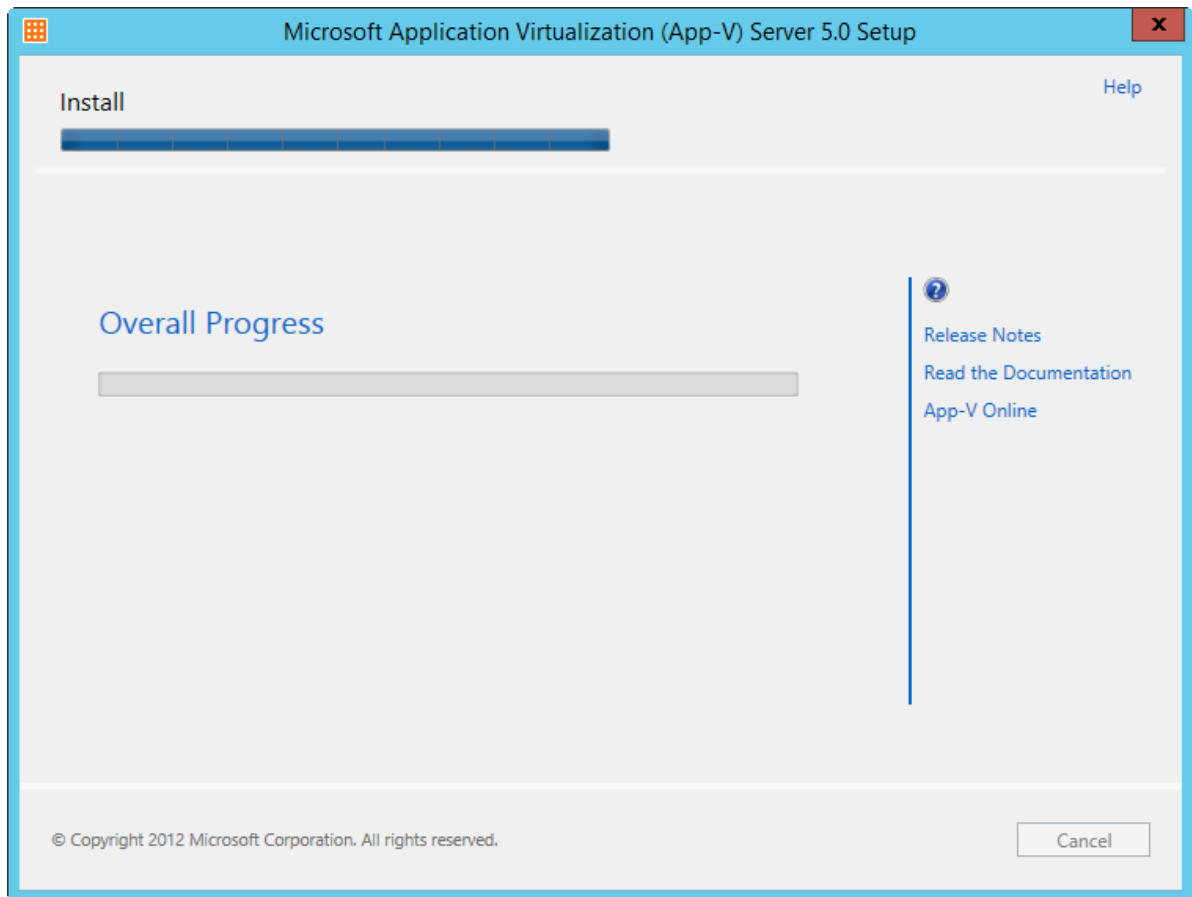 Microsoft Application Virtualization (App-V) Server 5.0 Setup
x
Help
Install
Overall Progress
?
Release Notes
Read the Documentation
App-V Online
© Copyright 2012 Microsoft Corporation. All rights reserved.
Cancel